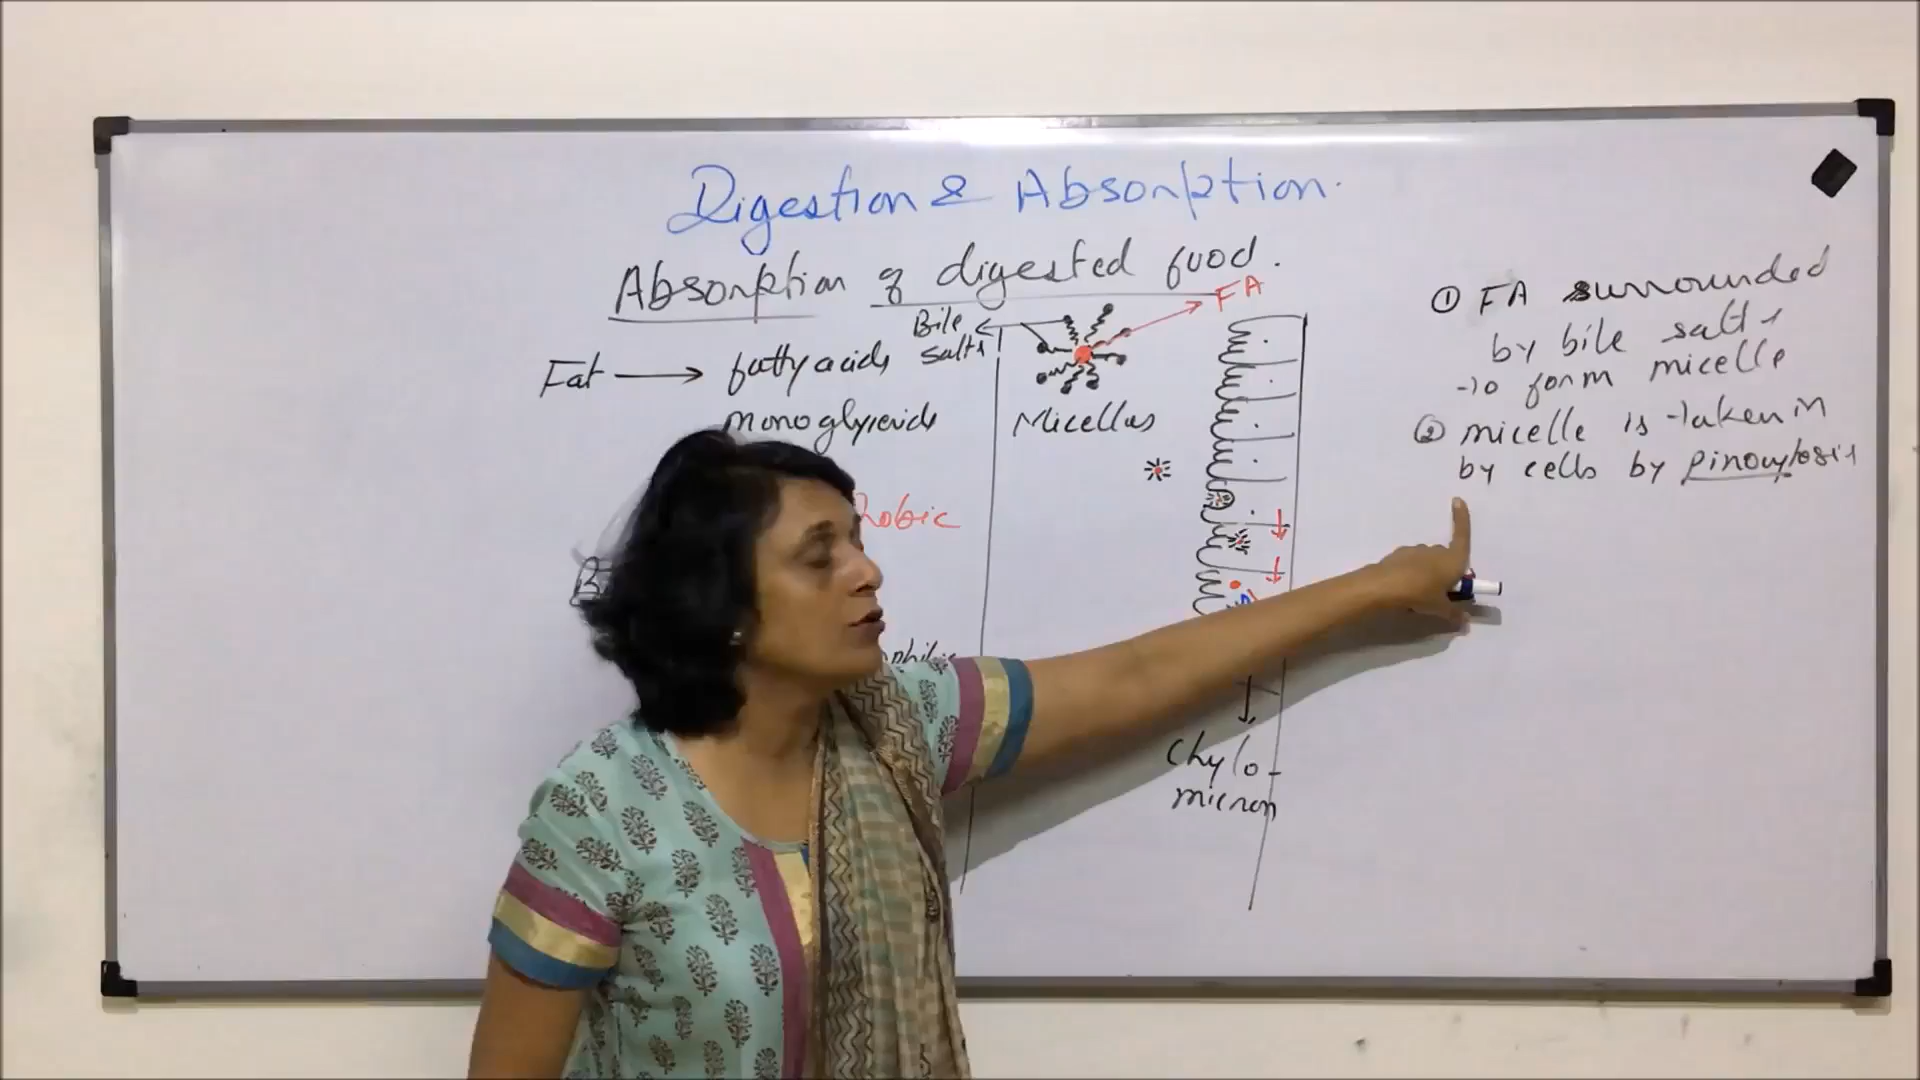 Digestion & Absorption.
Absorption of digested food.
Fat → fatty acids
monoglycerids
Bile
salts
FA
Micellus
Chylo-
micron
① FA surrounded
by bile salts
to form micelle
② micelle is taken in
by cells by pinocytosis